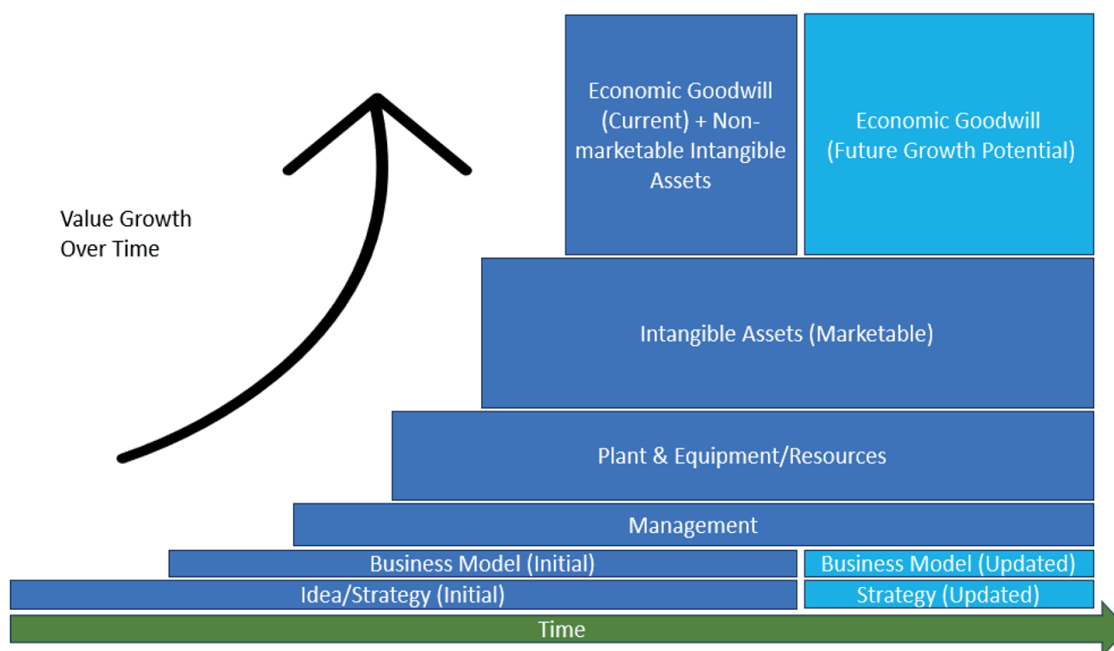 Economic Goodwill
(Current) + Non-
marketable Intangible
Assets
Economic Goodwill
(Future Growth Potential)
Value Growth
Over Time
Intangible Assets (Marketable)
Plant & Equipment/Resources
Management
Business Model (Initial)
Business Model (Updated)
Idea/Strategy (Initial)
Strategy (Updated)
Time